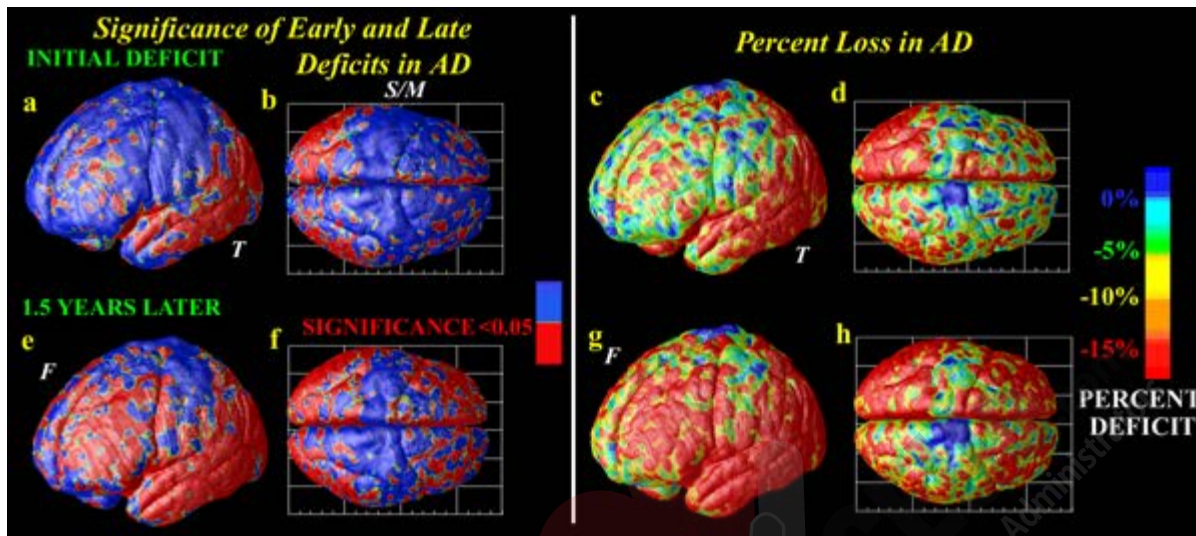 Significance of Early and Late
Deficits in AD
INITIAL DEFICIT
a
b
S/M
T
1.5 YEARS LATER
e
F
f
SIGNIFICANCE <0.05
Percent Loss in AD
c
d
T
g
F
h
0%
-5%
-10%
-15%
PERCENT
DEFICIT
Administr